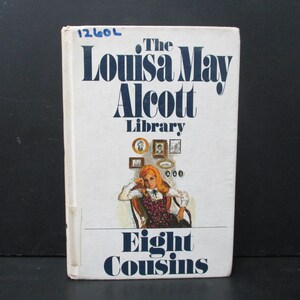 1260L
The
Louisa May
Alcott
Library
Eight
Cousins